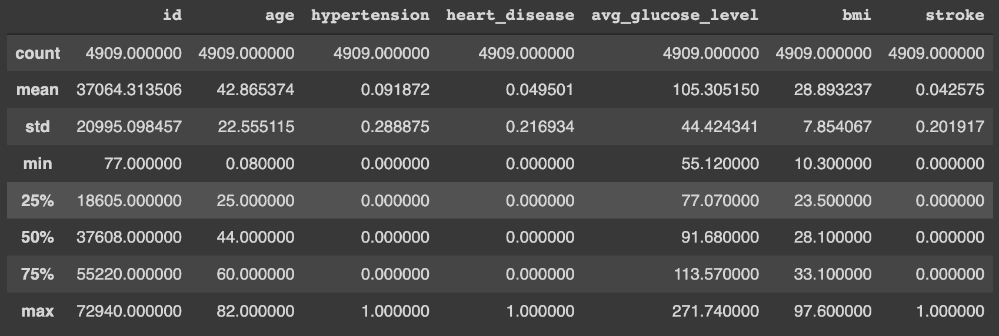 id age hypertension heart_disease avg_glucose_level bmi stroke
count 4909.000000 4909.000000 4909.000000 4909.000000 4909.000000 4909.000000 4909.000000
mean 37064.313506 42.865374 0.091872 0.049501 105.305150 28.893237 0.042575
std 20995.098457 22.555115 0.288875 0.216934 44.424341 7.854067 0.201917
min 77.000000 0.080000 0.000000 0.000000 55.120000 10.300000 0.000000
25% 18605.000000 25.000000 0.000000 0.000000 77.070000 23.500000 0.000000
50% 37608.000000 44.000000 0.000000 0.000000 91.680000 28.100000 0.000000
75% 55220.000000 60.000000 0.000000 0.000000 113.570000 33.100000 0.000000
max 72940.000000 82.000000 1.000000 1.000000 271.740000 97.600000 1.000000